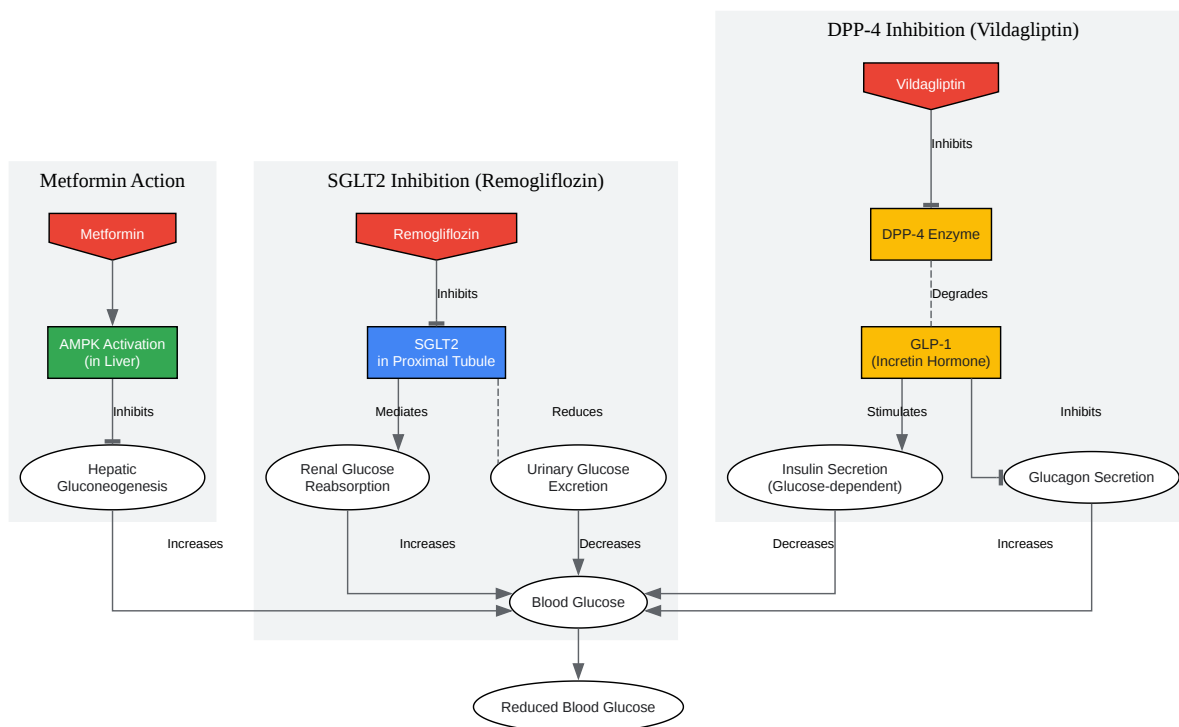 DPP-4 Inhibition (Vildagliptin)
Vildagliptin
Inhibits
Metformin Action
SGLT2 Inhibition (Remogliflozin)
Metformin
Remogliflozin
DPP-4 Enzyme
Inhibits
Degrades
AMPK Activation
(in Liver)
SGLT2
in Proximal Tubule
GLP-1
(Incretin Hormone)
Inhibits
Mediates
Reduces
Stimulates
Inhibits
Hepatic
Gluconeogenesis
Renal Glucose
Reabsorption
Urinary Glucose
Excretion
Insulin Secretion
(Glucose-dependent)
Glucagon Secretion
Increases
Increases
Decreases
Decreases
Increases
Blood Glucose
Reduced Blood Glucose